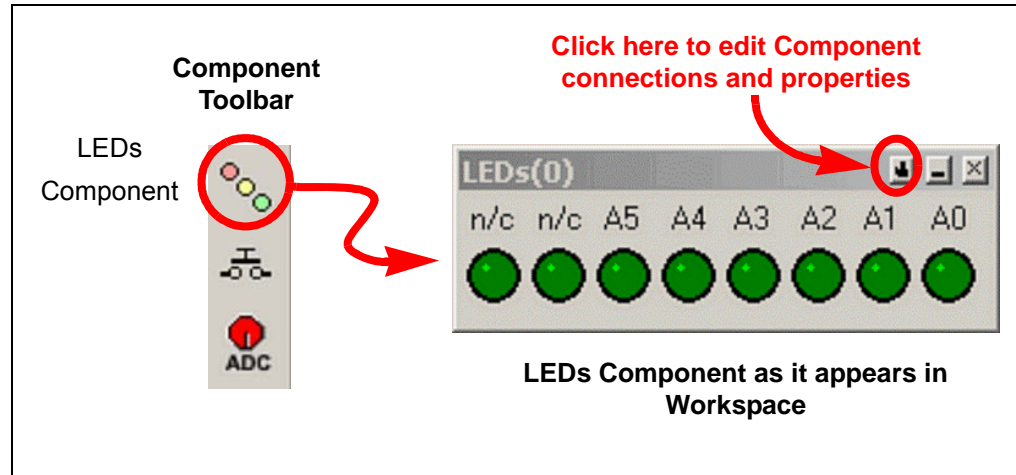 Click here to edit Component
connections and properties
Component
Toolbar
LEDs
Component
ADC
LEDs(0)
n/c n/c A5 A4 A3 A2 A1 A0
LEDs Component as it appears in
Workspace